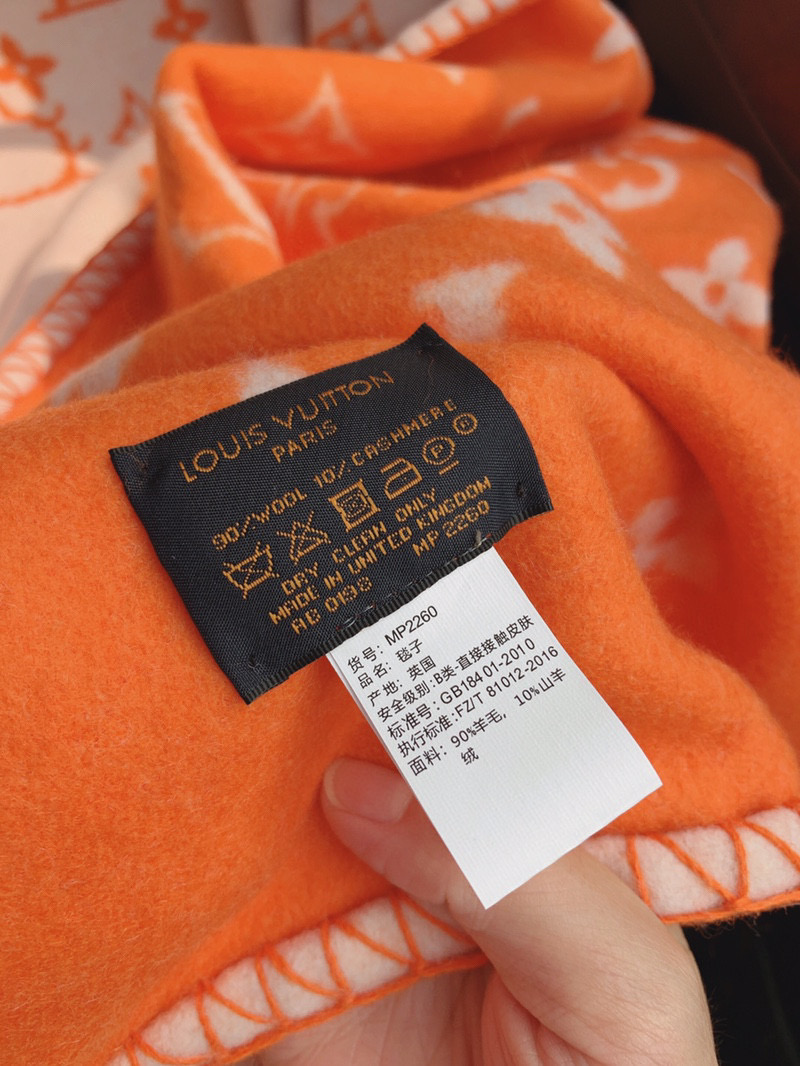 LOUIS VUITTON
PARIS
90% WOOL 10% CASHMERE
P
DRY CLEAN ONLY
MADE IN UNITED KINGDOM
MP 2260
货号：MP2260
品名：毯子
产地：英国
安全级别:B类-直接接触皮肤
标准号：GB18401-2010
执行标准:FZ/T 81012-2016
面料：90%羊毛，10%山羊
绒